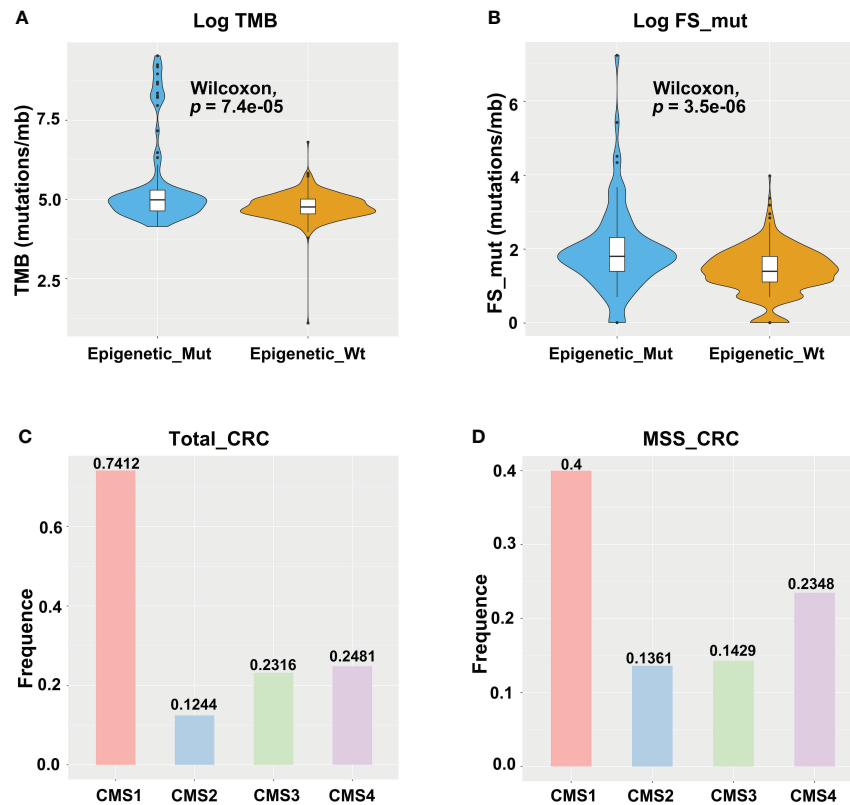 A
Log TMB
TMB (mutations/mb)
7.5
5.0
2.5
Wilcoxon,
p = 7.4e-05
Epigenetic_Mut
Epigenetic_Wt
B
Log FS_mut
FS_mut (mutations/mb)
6
4
2
0
Wilcoxon,
p = 3.5e-06
Epigenetic_Mut
Epigenetic_Wt
C
Total_CRC
Frequence
0.6
0.4
0.2
0.0
0.7412
0.1244
0.2316
0.2481
CMS1
CMS2
CMS3
CMS4
D
MSS_CRC
Frequence
0.4
0.3
0.2
0.1
0.0
0.4
0.1361
0.1429
0.2348
CMS1
CMS2
CMS3
CMS4